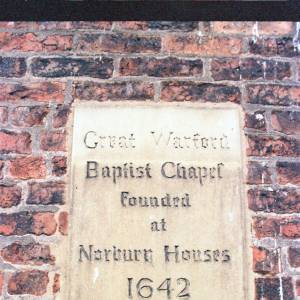 Great Warford
Baptist Chapel
founded
at
Norbury Houses
1642